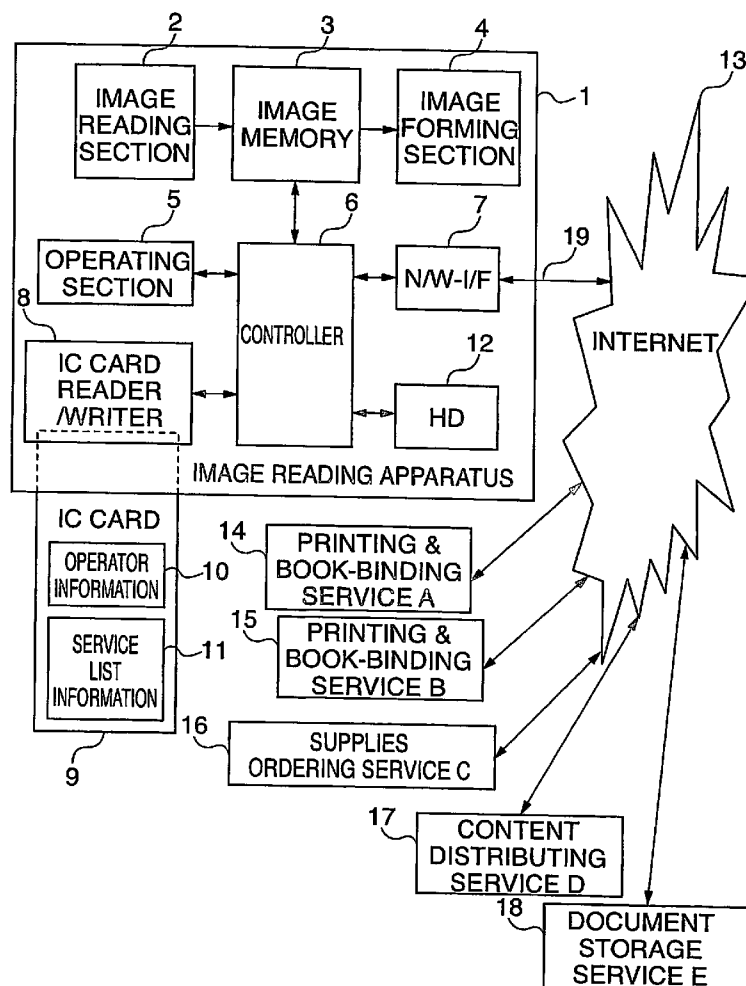 2
3
4
13
IMAGE
READING
SECTION
IMAGE
MEMORY
IMAGE
FORMING
SECTION
1
5
6
7
19
OPERATING
SECTION
CONTROLLER
N/W-I/F
INTERNET
8
IC CARD
READER
/WRITER
12
HD
IMAGE READING APPARATUS
IC CARD
OPERATOR
INFORMATION
10
SERVICE
LIST
INFORMATION
11
9
14
PRINTING &
BOOK-BINDING
SERVICE A
15
PRINTING &
BOOK-BINDING
SERVICE B
16
SUPPLIES
ORDERING SERVICE C
17
CONTENT
DISTRIBUTING
SERVICE D
18
DOCUMENT
STORAGE
SERVICE E